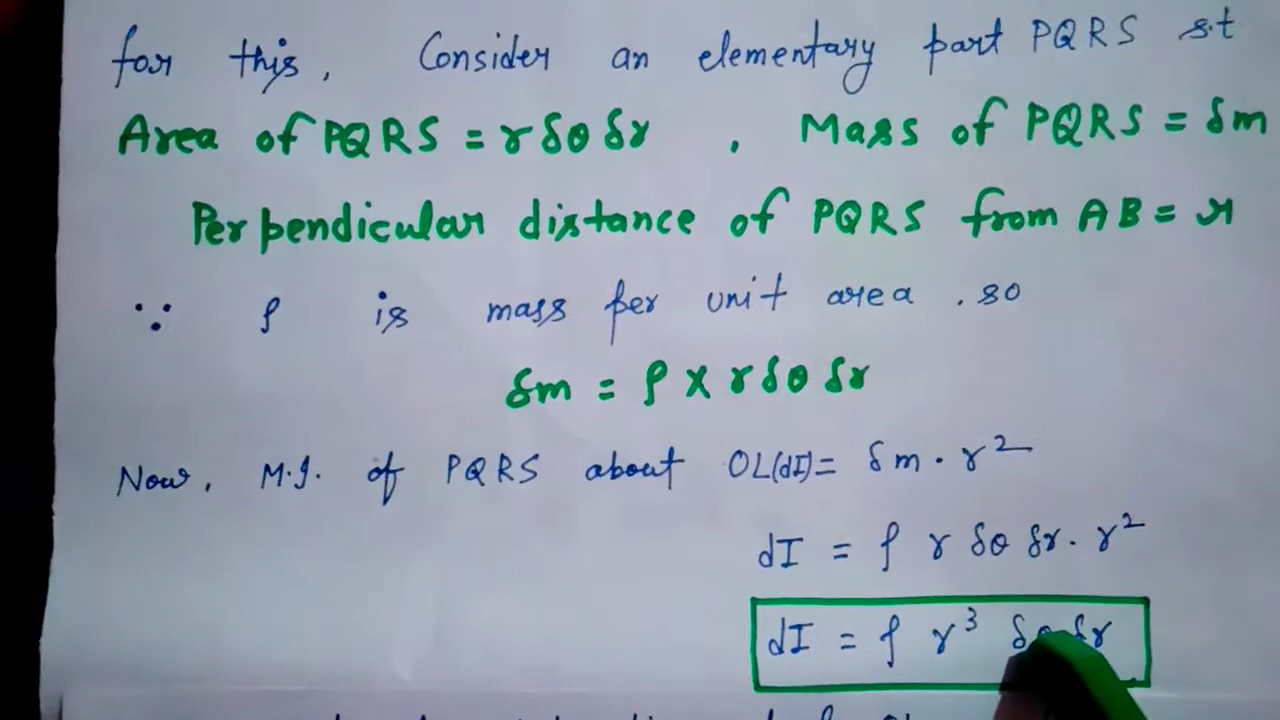 for this, Consider an elementary part PQRS s.t
Area of PQRS = r δθ δr , Mass of PQRS = δm
Perpendicular distance of PQRS from AB = r
∵ ρ is mass per unit area . so
δm = ρ × r δθ δr
Now, M.I. of PQRS about OL(dI) = δm · r²
dI = ρ r δθ δr · r²
dI = ρ r³ δθ δr